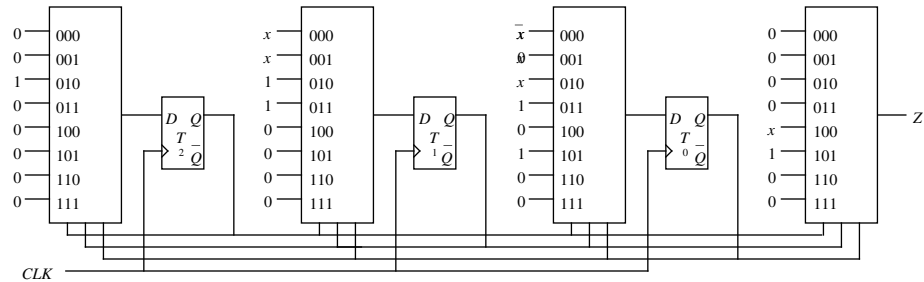 0 000 x 000 x̅ 000 0 000
0 001 x 001 001 0 001
1 010 1 010 x 010 0 010
0 011 1 011 1 011 0 011
D Q D Q D Q Z
0 100 0 100 0 100 x 100
T 2 T 1 T 0
0 101 0 101 1 101 1 101
Q̅ Q̅ Q̅
0 110 0 110 0 110 0 110
0 111 0 111 0 111 0 111
CLK